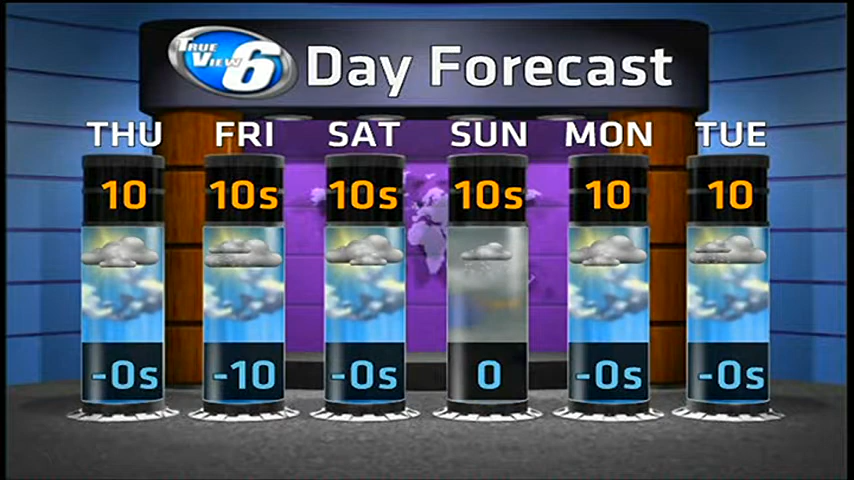 TRUE VIEW 6 Day Forecast
THU FRI SAT SUN MON TUE
10 10s 10s 10s 10 10
-0s -10 -0s 0 -0s -0s